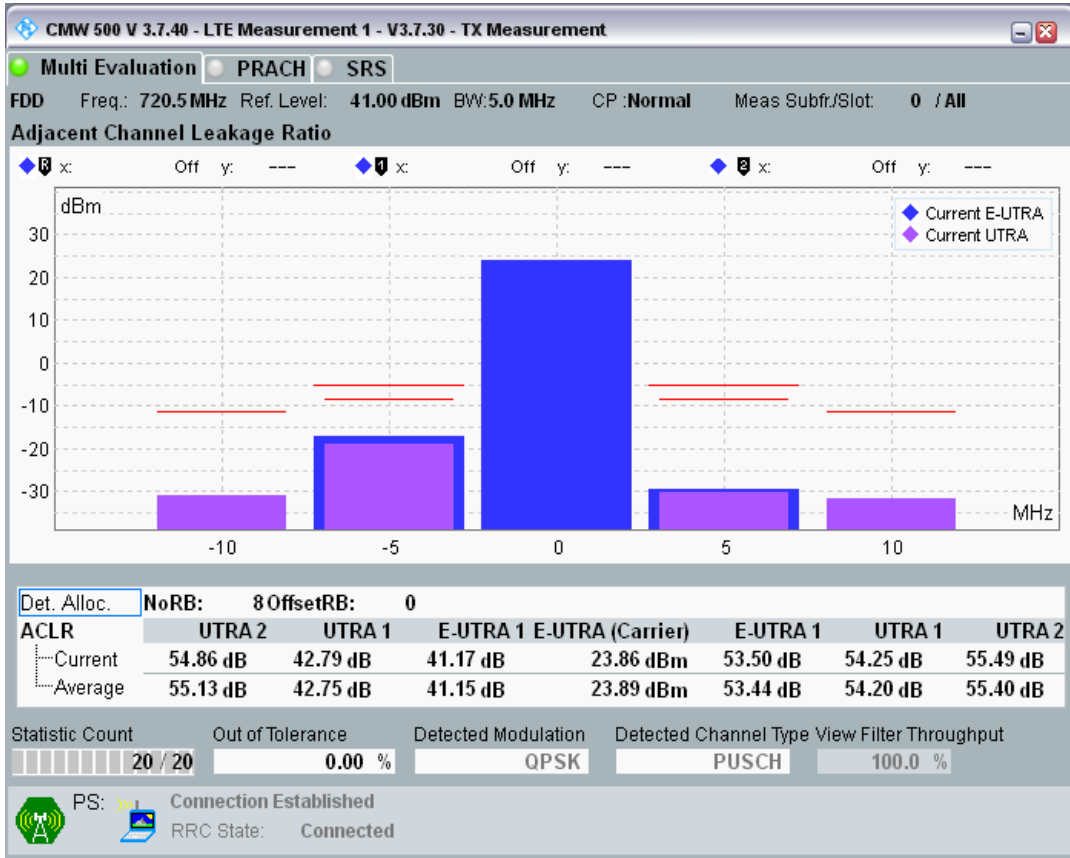 CMW 500 V 3.7.40 - LTE Measurement 1 - V3.7.30 - TX Measurement
Multi Evaluation PRACH SRS
FDD Freq.: 720.5 MHz Ref. Level: 41.00 dBm BW: 5.0 MHz CP : Normal Meas Subfr./Slot: 0 / All
Adjacent Channel Leakage Ratio
R x: Off y: --- 1 x: Off y: --- 2 x: Off y: ---
dBm
Current E-UTRA
Current UTRA
30
20
10
0
-10
-20
-30
MHz
-10 -5 0 5 10
Det. Alloc. NoRB: 8 OffsetRB: 0
ACLR UTRA 2 UTRA 1 E-UTRA 1 E-UTRA (Carrier) E-UTRA 1 UTRA 1 UTRA 2
Current 54.86 dB 42.79 dB 41.17 dB 23.86 dBm 53.50 dB 54.25 dB 55.49 dB
Average 55.13 dB 42.75 dB 41.15 dB 23.89 dBm 53.44 dB 54.20 dB 55.40 dB
Statistic Count Out of Tolerance Detected Modulation Detected Channel Type View Filter Throughput
20 / 20 0.00 % QPSK PUSCH 100.0 %
PS: Connection Established
RRC State: Connected